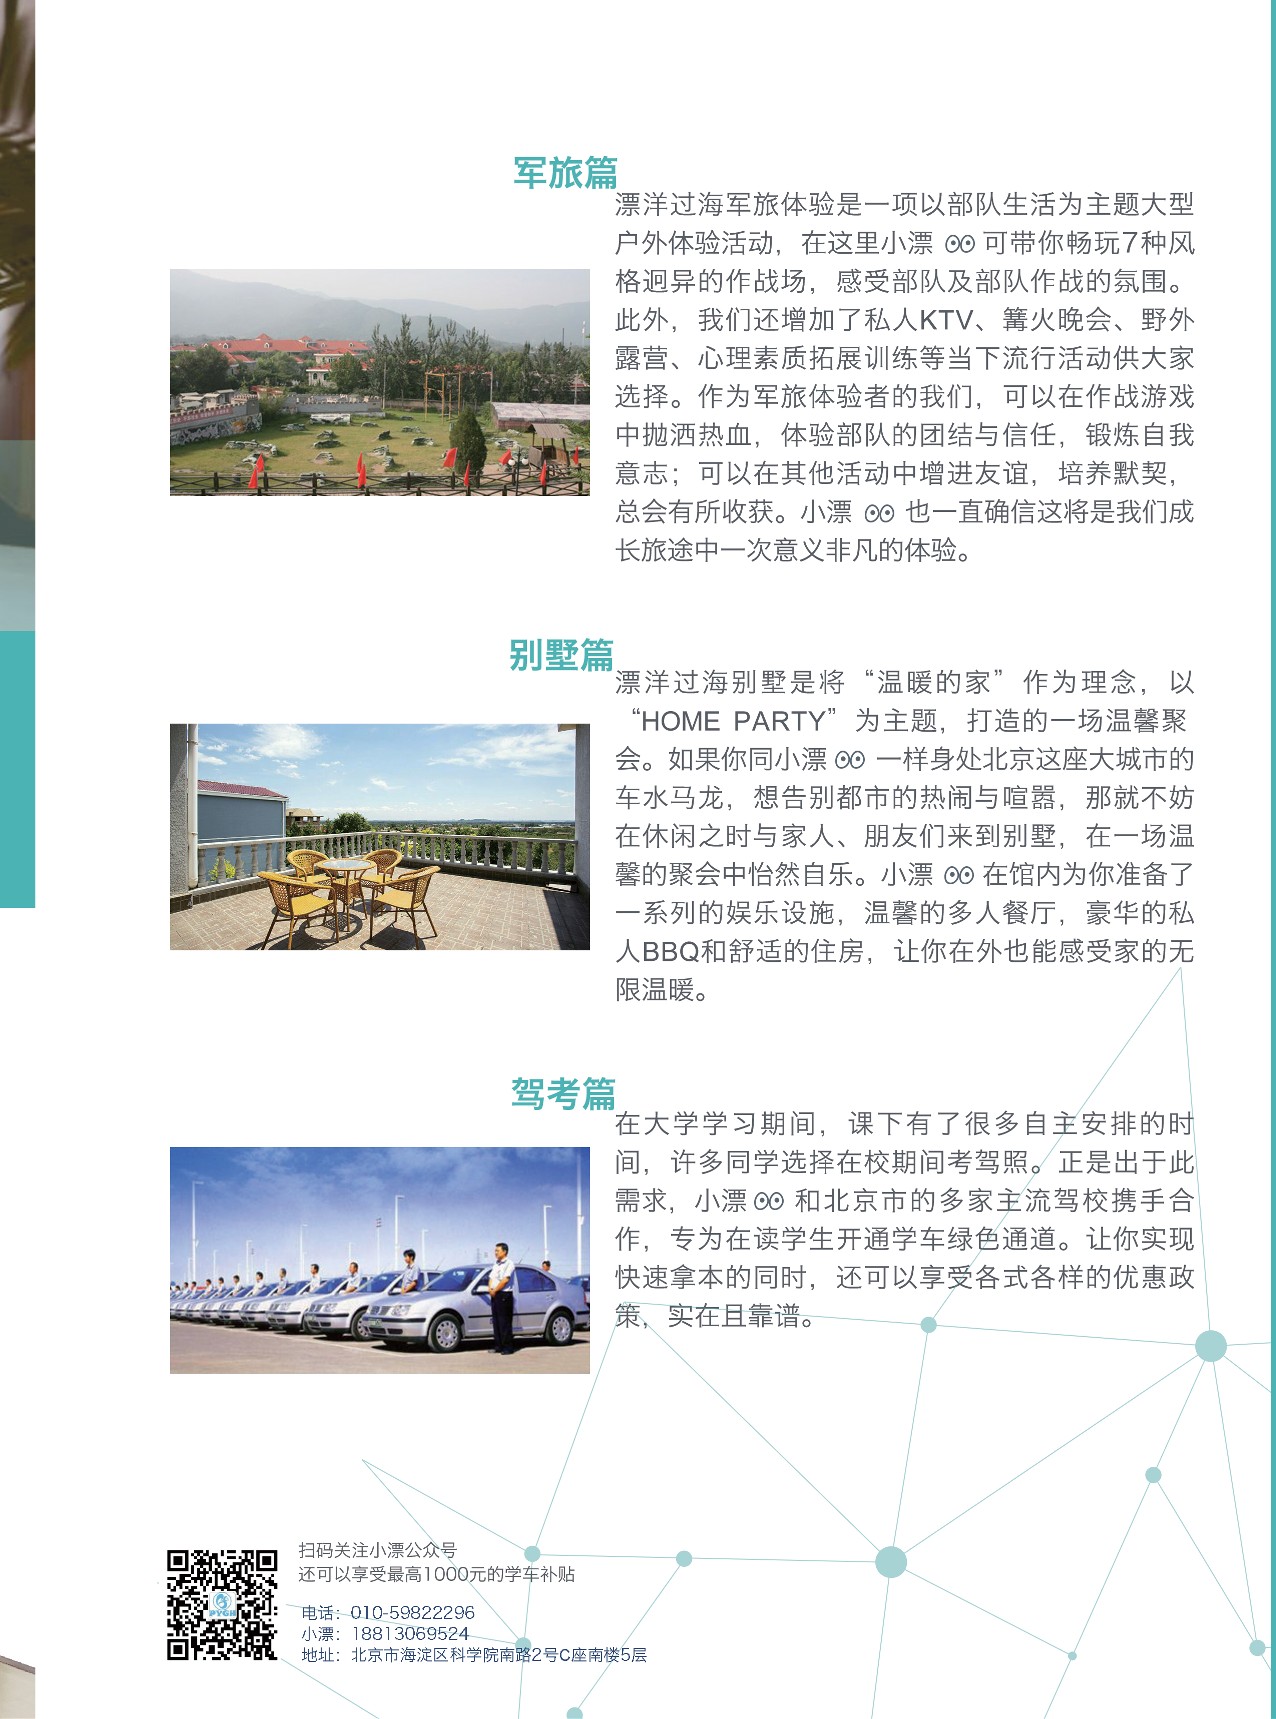 军旅篇
漂洋过海军旅体验是一项以部队生活为主题大型
户外体验活动，在这里小漂 可带你畅玩7种风
格迥异的作战场，感受部队及部队作战的氛围。
此外，我们还增加了私人KTV、篝火晚会、野外
露营、心理素质拓展训练等当下流行活动供大家
选择。作为军旅体验者的我们，可以在作战游戏
中抛洒热血，体验部队的团结与信任，锻炼自我
意志；可以在其他活动中增进友谊，培养默契，
总会有所收获。小漂 也一直确信这将是我们成
长旅途中一次意义非凡的体验。
别墅篇
漂洋过海别墅是将“温暖的家”作为理念，以
“HOME PARTY”为主题，打造的一场温馨聚
会。如果你同小漂 一样身处北京这座大城市的
车水马龙，想告别都市的热闹与喧嚣，那就不妨
在休闲之时与家人、朋友们来到别墅，在一场温
馨的聚会中怡然自乐。小漂 在馆内为你准备了
一系列的娱乐设施，温馨的多人餐厅，豪华的私
人BBQ和舒适的住房，让你在外也能感受家的无
限温暖。
驾考篇
在大学学习期间，课下有了很多自主安排的时
间，许多同学选择在校期间考驾照。正是出于此
需求，小漂 和北京市的多家主流驾校携手合
作，专为在读学生开通学车绿色通道。让你实现
快速拿本的同时，还可以享受各式各样的优惠政
策，实在且靠谱。
扫码关注小漂公众号
还可以享受最高1000元的学车补贴
PYGH
电话：010-59822296
小漂：18813069524
地址：北京市海淀区科学院南路2号C座南楼5层